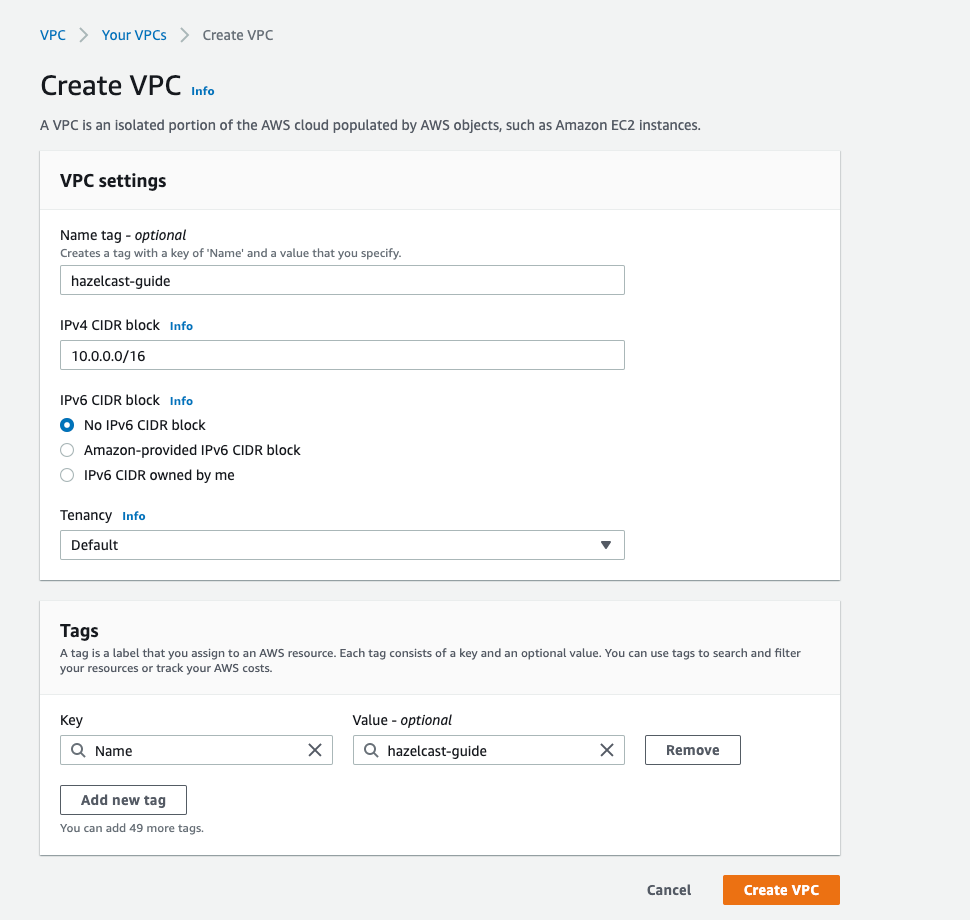 VPC > Your VPCs > Create VPC
Create VPC Info
A VPC is an isolated portion of the AWS cloud populated by AWS objects, such as Amazon EC2 instances.
VPC settings
Name tag - optional
Creates a tag with a key of 'Name' and a value that you specify.
hazelcast-guide
IPv4 CIDR block Info
10.0.0.0/16
IPv6 CIDR block Info
No IPv6 CIDR block
Amazon-provided IPv6 CIDR block
IPv6 CIDR owned by me
Tenancy Info
Default
Tags
A tag is a label that you assign to an AWS resource. Each tag consists of a key and an optional value. You can use tags to search and filter
your resources or track your AWS costs.
Key Value - optional
Name hazelcast-guide Remove
Add new tag
You can add 49 more tags.
Cancel Create VPC